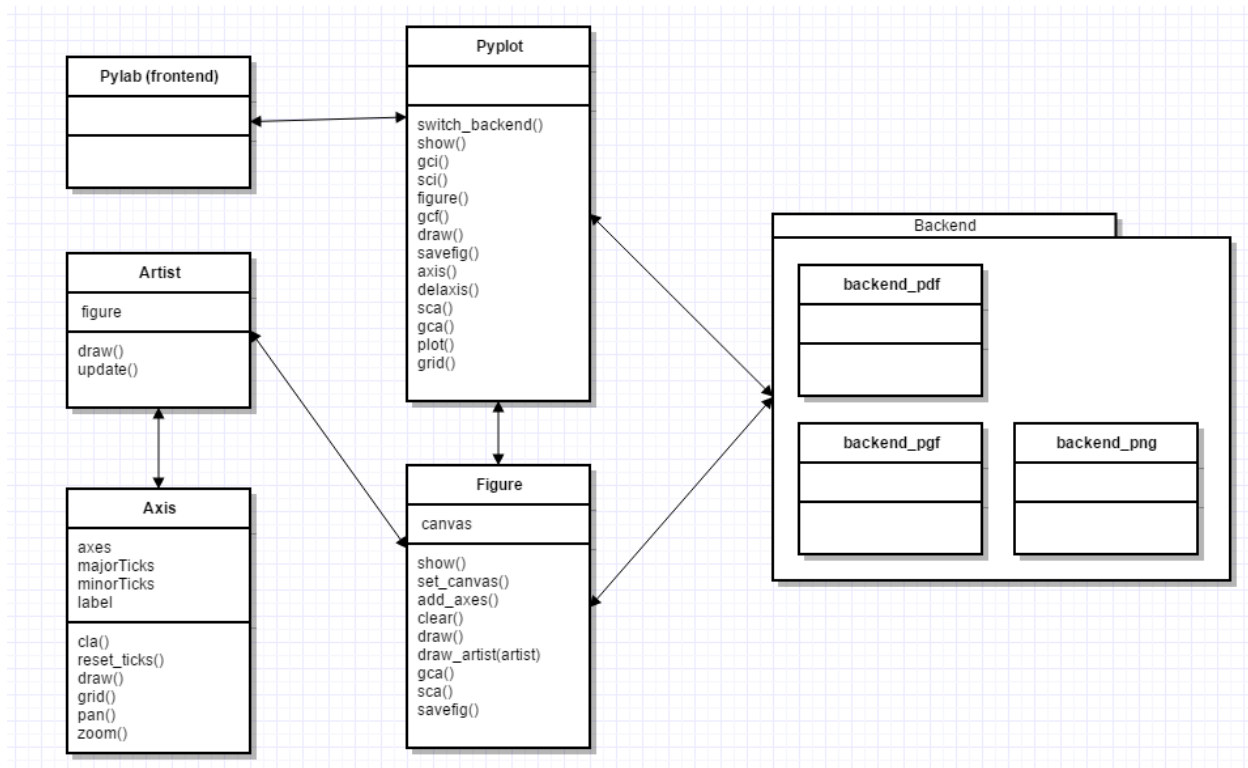 Pylab (frontend)
Pyplot
switch_backend()
show()
gci()
sci()
figure()
gcf()
draw()
savefig()
axis()
delaxis()
sca()
gca()
plot()
grid()
Artist
figure
draw()
update()
Axis
axes
majorTicks
minorTicks
label
cla()
reset_ticks()
draw()
grid()
pan()
zoom()
Figure
canvas
show()
set_canvas()
add_axes()
clear()
draw()
draw_artist(artist)
gca()
sca()
savefig()
Backend
backend_pdf
backend_pgf
backend_png